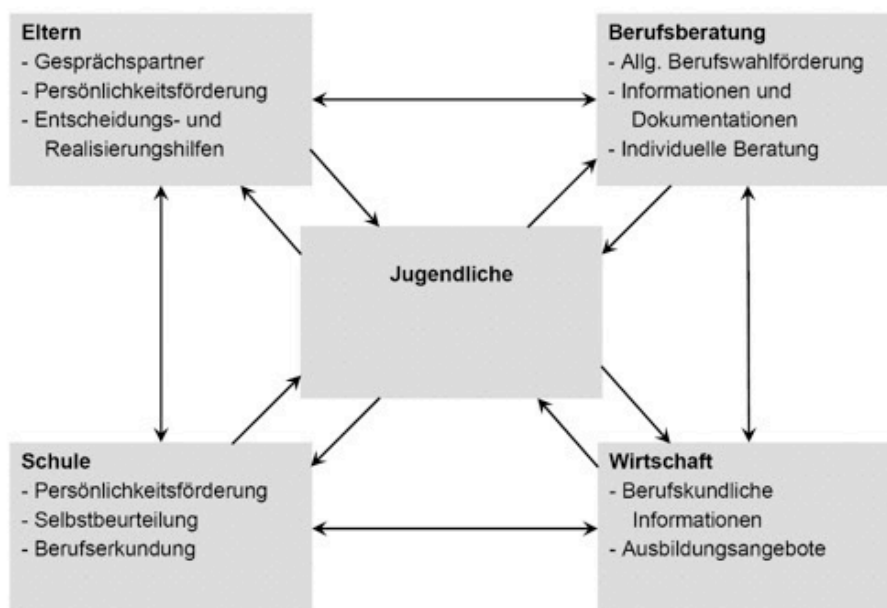 Eltern
- Gesprächspartner
- Persönlichkeitsförderung
- Entscheidungs- und
Realisierungshilfen
Berufsberatung
- Allg. Berufswahlförderung
- Informationen und
Dokumentationen
- Individuelle Beratung
Jugendliche
Schule
- Persönlichkeitsförderung
- Selbstbeurteilung
- Berufserkundung
Wirtschaft
- Berufskundliche
Informationen
- Ausbildungsangebote